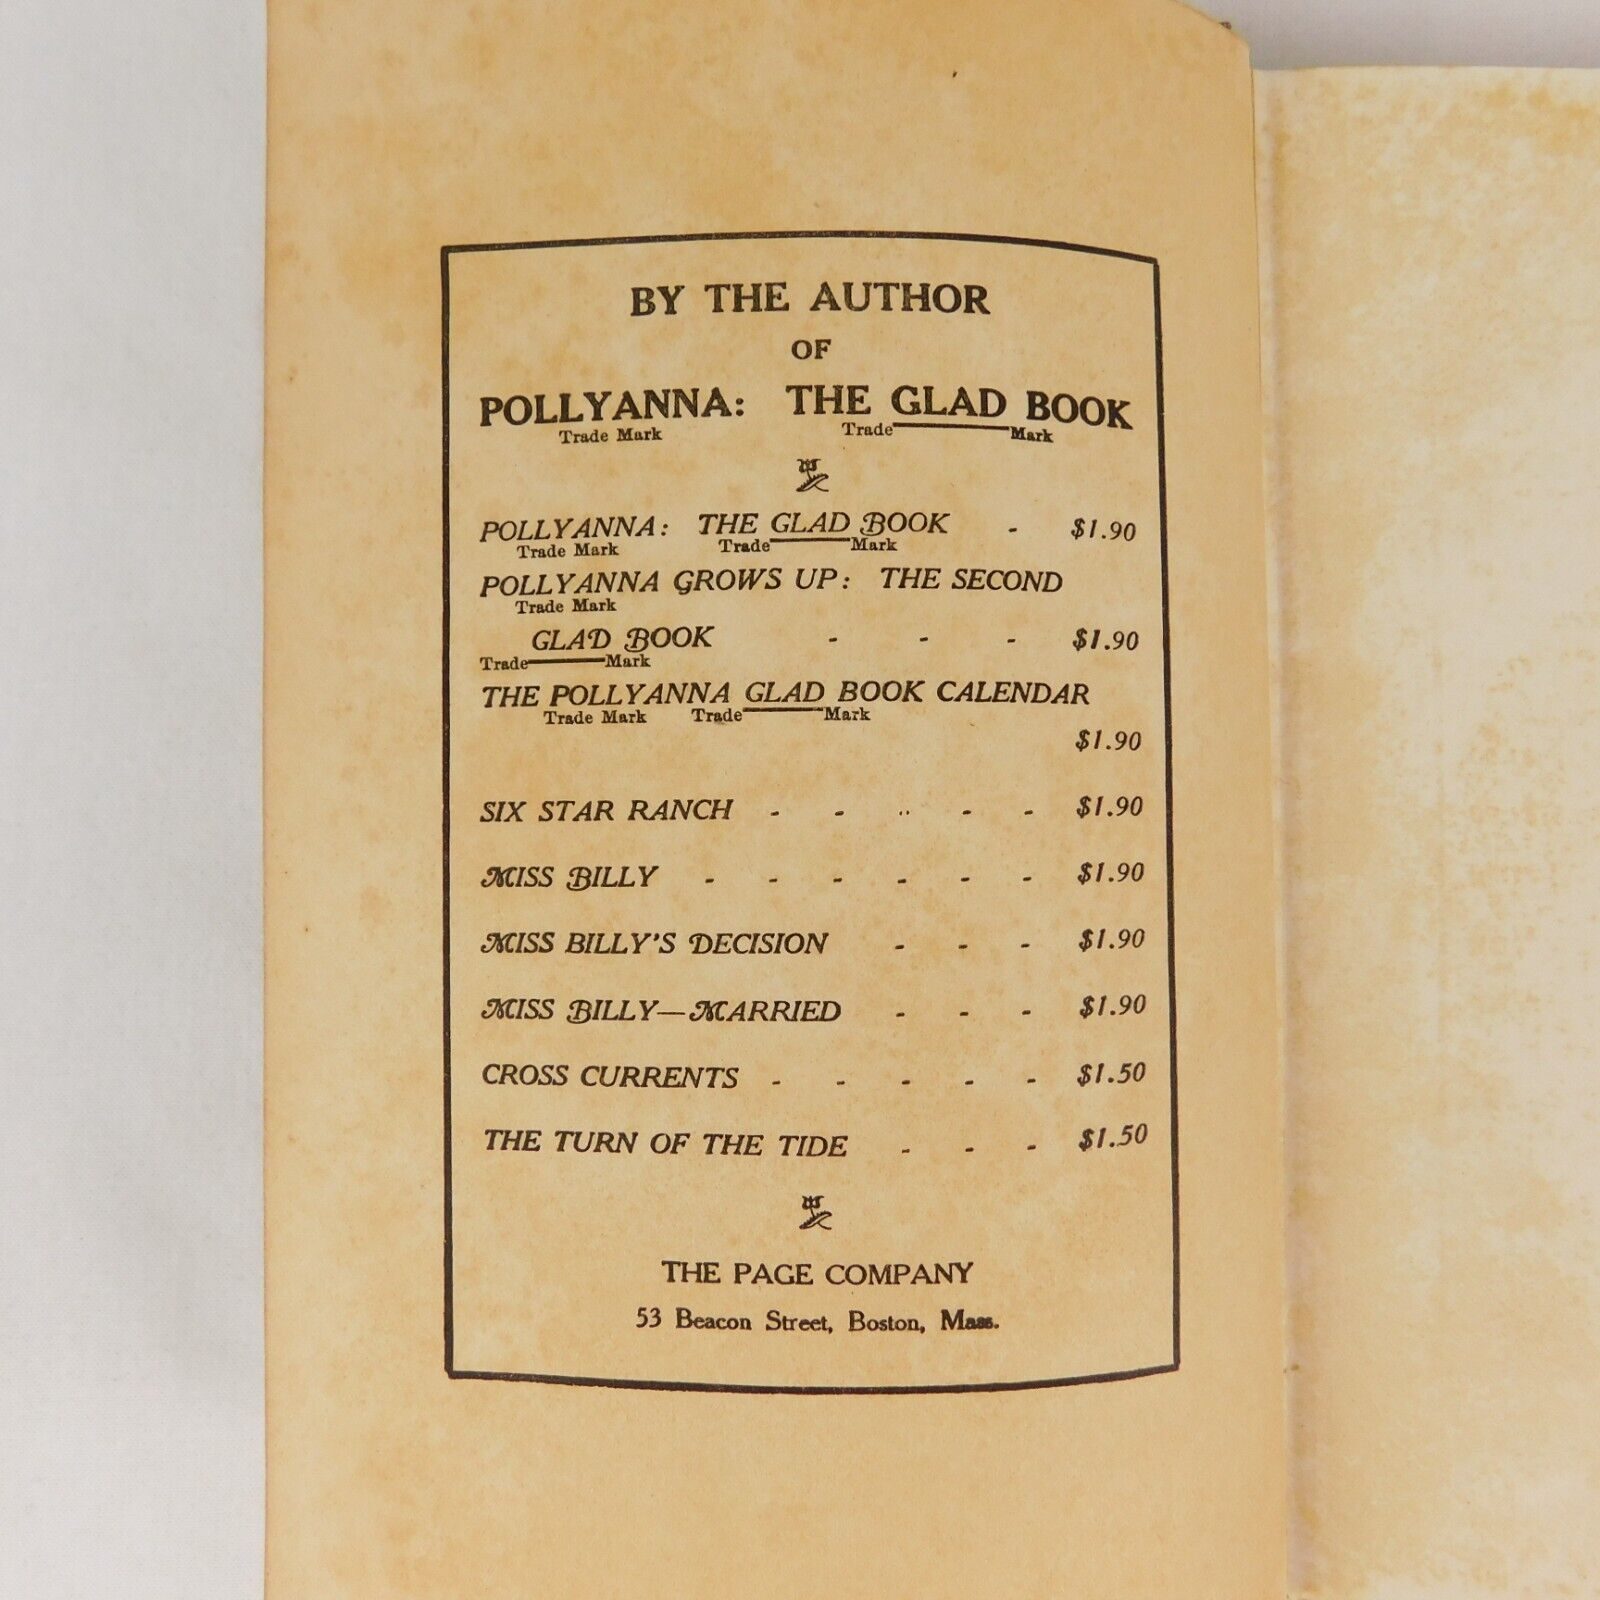 BY THE AUTHOR
OF
POLLYANNA: THE GLAD BOOK
Trade Mark Trade Mark
POLLYANNA: THE GLAD BOOK - $1.90
Trade Mark Trade Mark
POLLYANNA GROWS UP: THE SECOND
Trade Mark
GLAD BOOK - - - $1.90
Trade Mark
THE POLLYANNA GLAD BOOK CALENDAR
Trade Mark Trade Mark
$1.90
SIX STAR RANCH - - - - - $1.90
MISS BILLY - - - - - - $1.90
MISS BILLY'S DECISION - - - $1.90
MISS BILLY—MARRIED - - - $1.90
CROSS CURRENTS - - - - - $1.50
THE TURN OF THE TIDE - - - $1.50
THE PAGE COMPANY
53 Beacon Street, Boston, Mass.